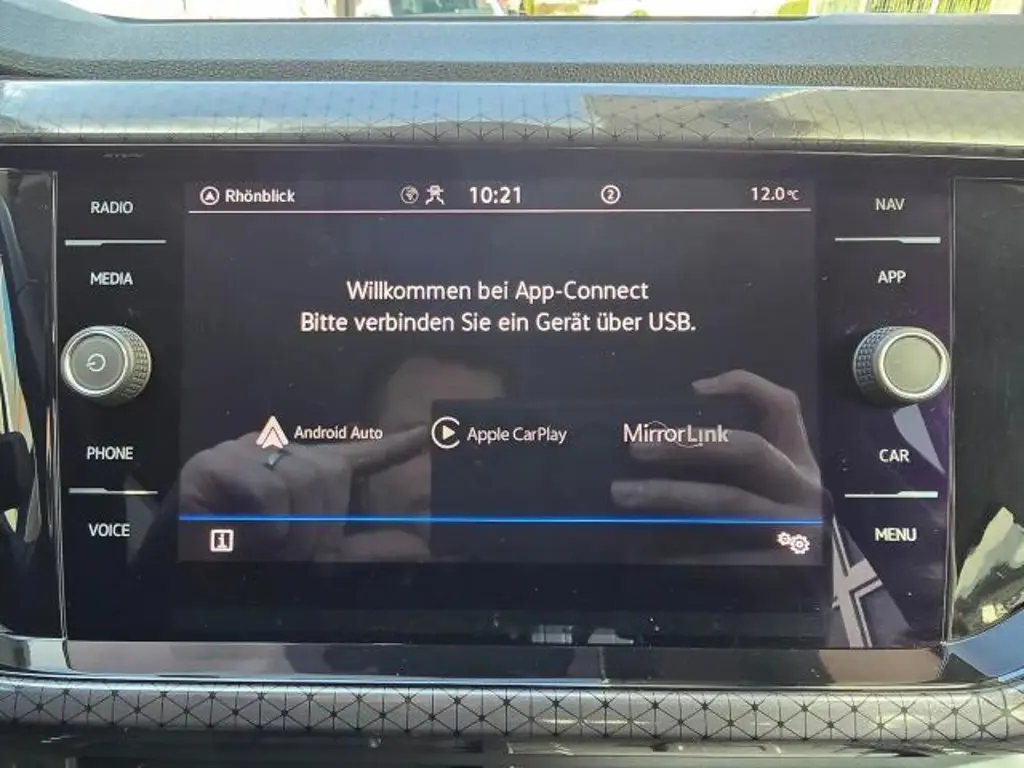 RADIO
MEDIA
PHONE
VOICE
Rhönblick 10:21 2 12.0 °C
Willkommen bei App-Connect
Bitte verbinden Sie ein Gerät über USB.
Android Auto Apple CarPlay MirrorLink
i
NAV
APP
CAR
MENU